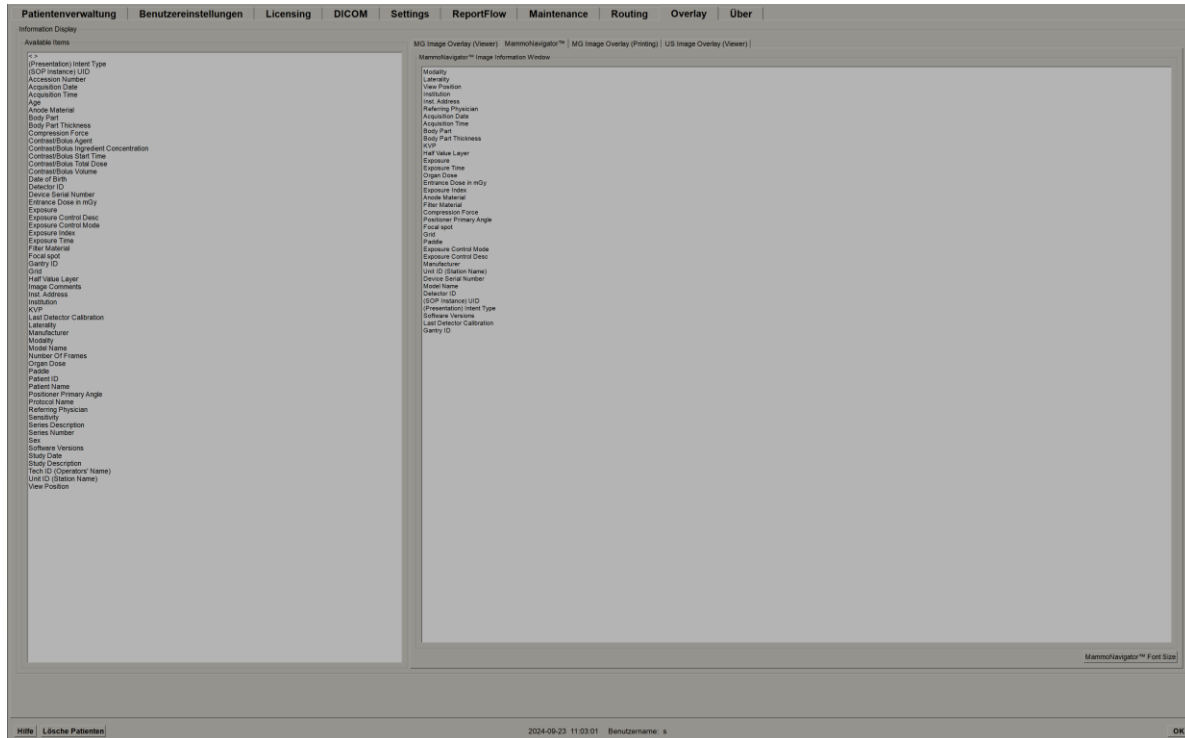 Patientenverwaltung Benutzereinstellungen Licensing DICOM Settings ReportFlow Maintenance Routing Overlay Über
Information Display
Available Items
< >
(Presentation) Intent Type
(SOP Instance) UID
Accession Number
Acquisition Date
Acquisition Time
Age
Anode Material
Body Part
Body Part Thickness
Compression Force
Contrast/Bolus Agent
Contrast/Bolus Ingredient Concentration
Contrast/Bolus Start Time
Contrast/Bolus Total Dose
Contrast/Bolus Volume
Date of Birth
Detector ID
Device Serial Number
Entrance Dose in mGy
Exposure
Exposure Control Desc
Exposure Control Mode
Exposure Index
Exposure Time
Filter Material
Focal spot
Gantry ID
Grid
Half Value Layer
Image Comments
Inst. Address
Institution
KVP
Last Detector Calibration
Laterality
Manufacturer
Modality
Model Name
Number Of Frames
Organ Dose
Paddle
Patient ID
Patient Name
Positioner Primary Angle
Protocol Name
Referring Physician
Sensitivity
Series Description
Series Number
Sex
Software Versions
Study Date
Study Description
Tech ID (Operators' Name)
Unit ID (Station Name)
View Position
MG Image Overlay (Viewer) MammoNavigator™ MG Image Overlay (Printing) US Image Overlay (Viewer)
MammoNavigator™ Image Information Window
Modality
Laterality
View Position
Institution
Inst. Address
Referring Physician
Acquisition Date
Acquisition Time
Body Part
Body Part Thickness
KVP
Half Value Layer
Exposure
Exposure Time
Organ Dose
Entrance Dose in mGy
Exposure Index
Anode Material
Filter Material
Compression Force
Positioner Primary Angle
Focal spot
Grid
Paddle
Exposure Control Mode
Exposure Control Desc
Manufacturer
Unit ID (Station Name)
Device Serial Number
Model Name
Detector ID
(SOP Instance) UID
(Presentation) Intent Type
Software Versions
Last Detector Calibration
Gantry ID
MammoNavigator™ Font Size
Hilfe Lösche Patienten 2024-09-23 11:03:01 Benutzername: s OK